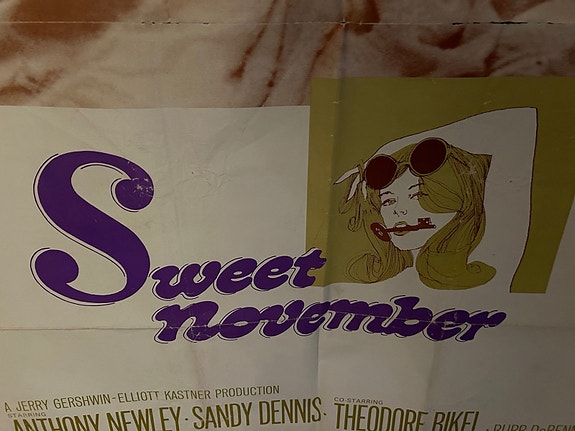 Sweet
november
A JERRY GERSHWIN-ELLIOTT KASTNER PRODUCTION
STARRING
ANTHONY NEWLEY · SANDY DENNIS ·
CO-STARRING
THEODORE BIKEL